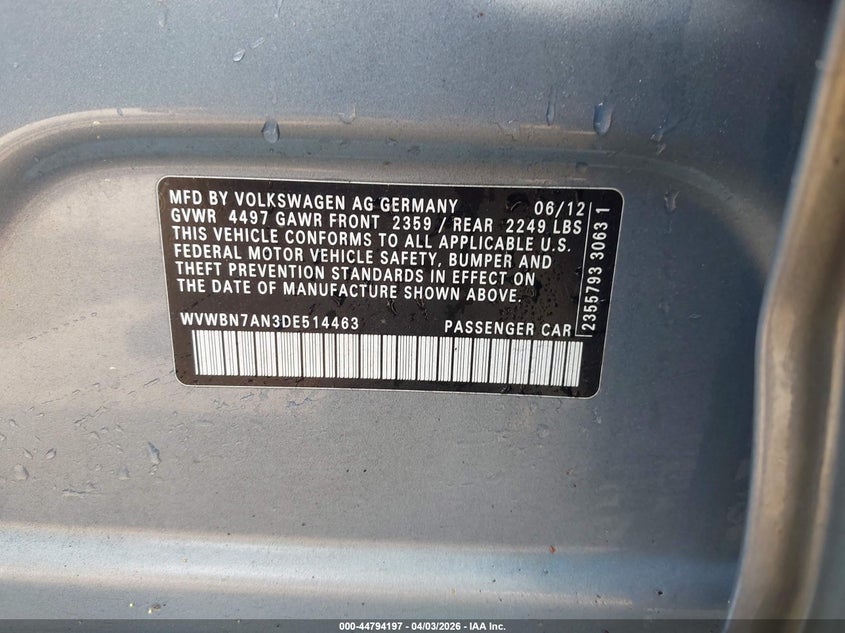 MFD BY VOLKSWAGEN AG GERMANY 06/12
GVWR 4497 GAWR FRONT 2359 / REAR 2249 LBS
THIS VEHICLE CONFORMS TO ALL APPLICABLE U.S.
FEDERAL MOTOR VEHICLE SAFETY, BUMPER AND
THEFT PREVENTION STANDARDS IN EFFECT ON
THE DATE OF MANUFACTURE SHOWN ABOVE.
WVWBN7AN3DE514463 PASSENGER CAR
2355793 3063 1
000-44794197 - 04/03/2026 - IAA Inc.